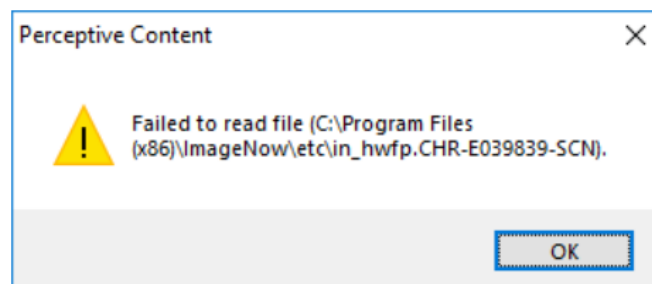 Perceptive Content
Failed to read file (C:\Program Files
(x86)\ImageNow\etc\in_hwfp.CHR-E039839-SCN).
OK